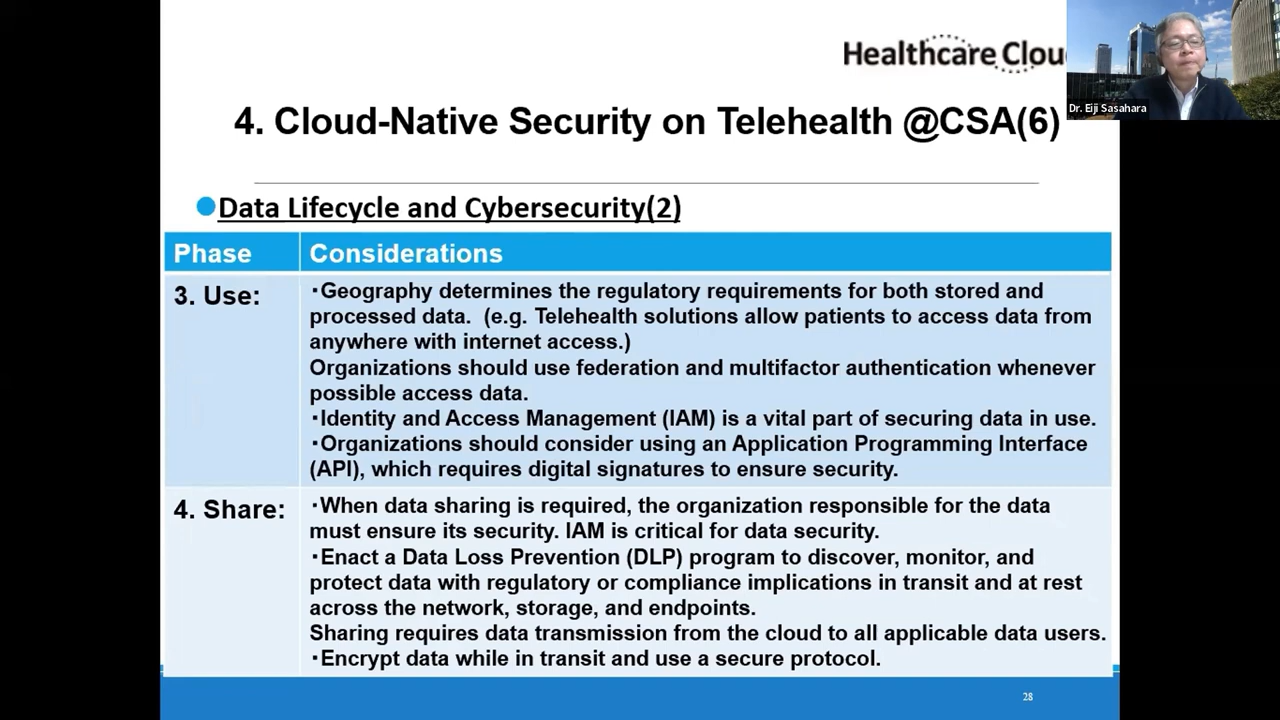 Healthcare Clou
Dr. Eiji Sasahara
4. Cloud-Native Security on Telehealth @CSA(6)
●Data Lifecycle and Cybersecurity(2)
Phase Considerations
3. Use:
・Geography determines the regulatory requirements for both stored and
processed data. (e.g. Telehealth solutions allow patients to access data from
anywhere with internet access.)
Organizations should use federation and multifactor authentication whenever
possible access data.
・Identity and Access Management (IAM) is a vital part of securing data in use.
・Organizations should consider using an Application Programming Interface
(API), which requires digital signatures to ensure security.
4. Share:
・When data sharing is required, the organization responsible for the data
must ensure its security. IAM is critical for data security.
・Enact a Data Loss Prevention (DLP) program to discover, monitor, and
protect data with regulatory or compliance implications in transit and at rest
across the network, storage, and endpoints.
Sharing requires data transmission from the cloud to all applicable data users.
・Encrypt data while in transit and use a secure protocol.
28